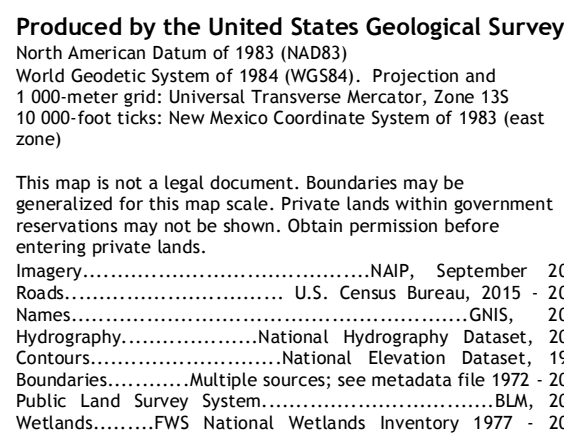 Produced by the United States Geological Survey
North American Datum of 1983 (NAD83)
World Geodetic System of 1984 (WGS84). Projection and
1 000-meter grid: Universal Transverse Mercator, Zone 13S
10 000-foot ticks: New Mexico Coordinate System of 1983 (east
zone)
This map is not a legal document. Boundaries may be
generalized for this map scale. Private lands within government
reservations may not be shown. Obtain permission before
entering private lands.
Imagery.........................................NAIP, September
Roads............................... U.S. Census Bureau, 2015 -
Names.........................................................GNIS,
Hydrography....................National Hydrography Dataset,
Contours............................National Elevation Dataset,
Boundaries............Multiple sources; see metadata file 1972 -
Public Land Survey System..................................BLM,
Wetlands.........FWS National Wetlands Inventory 1977 -